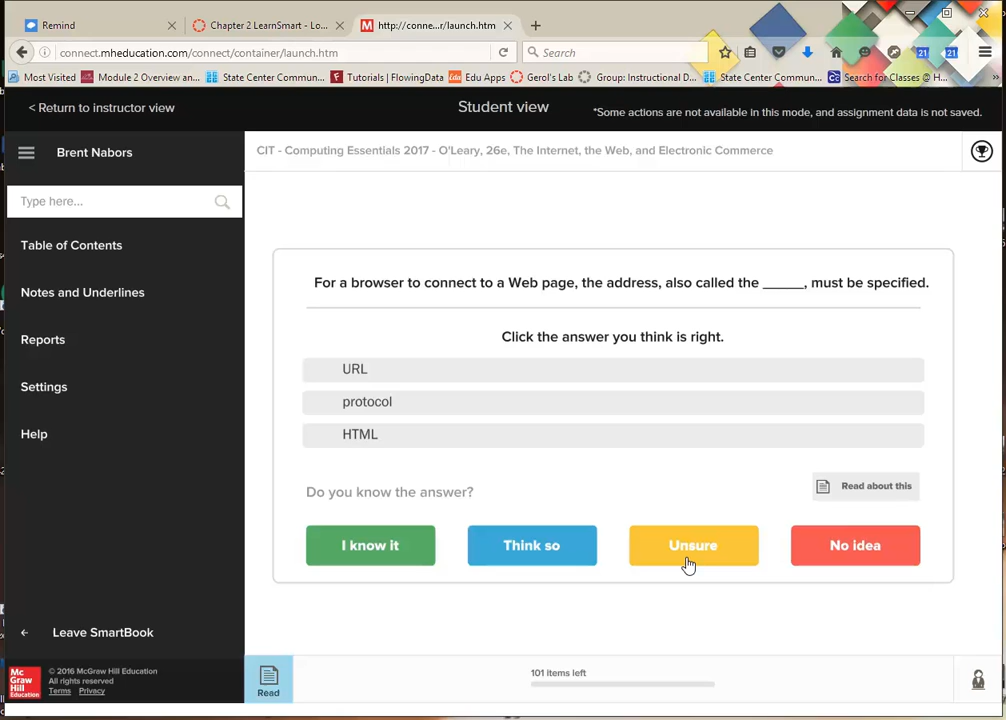 Remind
Chapter 2 LearnSmart - Lo...
http://conne...r/launch.htm
connect.mheducation.com/connect/container/launch.htm
Search
21
21
Most Visited
Module 2 Overview an...
State Center Commun...
Tutorials | FlowingData
Edu Apps
Gerol's Lab
Group: Instructional D...
State Center Commun...
Search for Classes @ H...
< Return to instructor view
Student view
*Some actions are not available in this mode, and assignment data is not saved.
Brent Nabors
CIT - Computing Essentials 2017 - O'Leary, 26e, The Internet, the Web, and Electronic Commerce
Type here...
Table of Contents
Notes and Underlines
Reports
Settings
Help
For a browser to connect to a Web page, the address, also called the _____, must be specified.
Click the answer you think is right.
URL
protocol
HTML
Read about this
Do you know the answer?
I know it
Think so
Unsure
No idea
Leave SmartBook
Mc Graw Hill Education
© 2016 McGraw Hill Education
All rights reserved
Terms Privacy
Read
101 items left